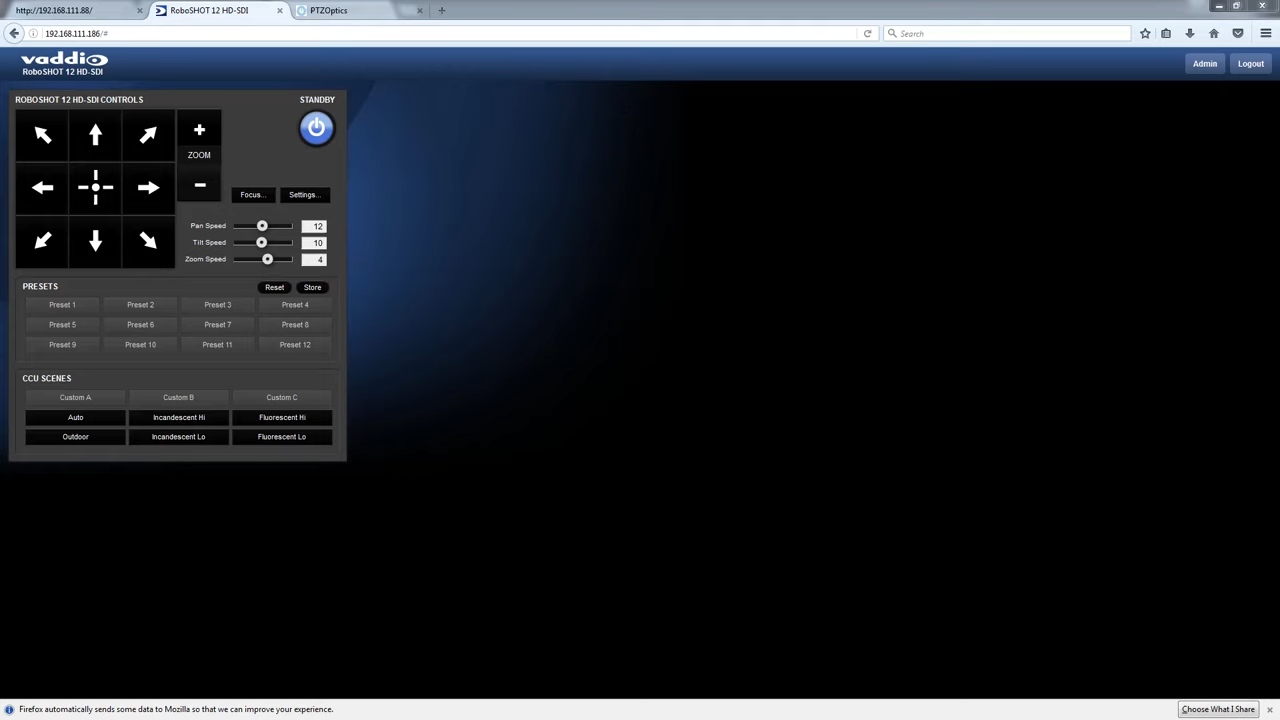 http://192.168.111.88/
RoboSHOT 12 HD-SDI
PTZOptics
192.168.111.186/#
Search
vaddio
RoboSHOT 12 HD-SDI
Admin
Logout
ROBOSHOT 12 HD-SDI CONTROLS
STANDBY
ZOOM
Focus...
Settings...
Pan Speed
12
Tilt Speed
10
Zoom Speed
4
PRESETS
Reset
Store
Preset 1
Preset 2
Preset 3
Preset 4
Preset 5
Preset 6
Preset 7
Preset 8
Preset 9
Preset 10
Preset 11
Preset 12
CCU SCENES
Custom A
Custom B
Custom C
Auto
Incandescent Hi
Fluorescent Hi
Outdoor
Incandescent Lo
Fluorescent Lo
Firefox automatically sends some data to Mozilla so that we can improve your experience.
Choose What I Share